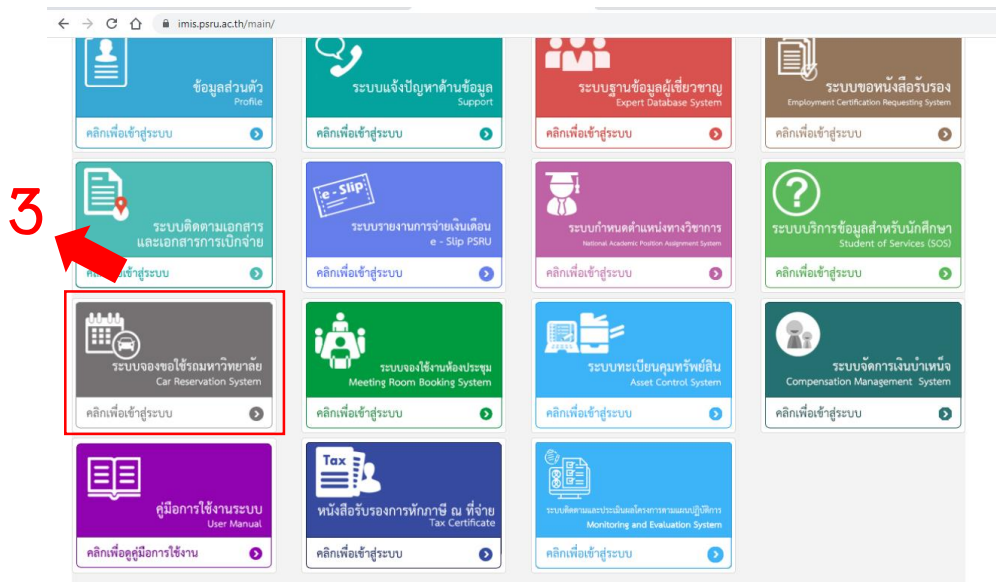 imis.psru.ac.th/main/
ข้อมูลส่วนตัว
Profile
คลิกเพื่อเข้าสู่ระบบ
ระบบแจ้งปัญหาด้านข้อมูล
Support
คลิกเพื่อเข้าสู่ระบบ
ระบบฐานข้อมูลผู้เชี่ยวชาญ
Expert Database System
คลิกเพื่อเข้าสู่ระบบ
ระบบขอหนังสือรับรอง
Employment Certification Requesting System
คลิกเพื่อเข้าสู่ระบบ
3
ระบบติดตามเอกสาร
และเอกสารการเบิกจ่าย
คลิกเพื่อเข้าสู่ระบบ
e - Slip
ระบบรายงานการจ่ายเงินเดือน
e - Slip PSRU
คลิกเพื่อเข้าสู่ระบบ
ระบบกำหนดตำแหน่งทางวิชาการ
National Academic Position Assignment System
คลิกเพื่อเข้าสู่ระบบ
?
ระบบบริการข้อมูลสำหรับนักศึกษา
Student of Services (SOS)
คลิกเพื่อเข้าสู่ระบบ
ระบบจองขอใช้รถมหาวิทยาลัย
Car Reservation System
คลิกเพื่อเข้าสู่ระบบ
ระบบจองใช้งานห้องประชุม
Meeting Room Booking System
คลิกเพื่อเข้าสู่ระบบ
ระบบทะเบียนคุมทรัพย์สิน
Asset Control System
คลิกเพื่อเข้าสู่ระบบ
ระบบจัดการเงินบำเหน็จ
Compensation Management System
คลิกเพื่อเข้าสู่ระบบ
คู่มือการใช้งานระบบ
User Manual
คลิกเพื่อดูคู่มือการใช้งาน
Tax
หนังสือรับรองการหักภาษี ณ ที่จ่าย
Tax Certificate
คลิกเพื่อเข้าสู่ระบบ
ระบบติดตามและประเมินผลโครงการตามแผนปฏิบัติการ
Monitoring and Evaluation System
คลิกเพื่อเข้าสู่ระบบ